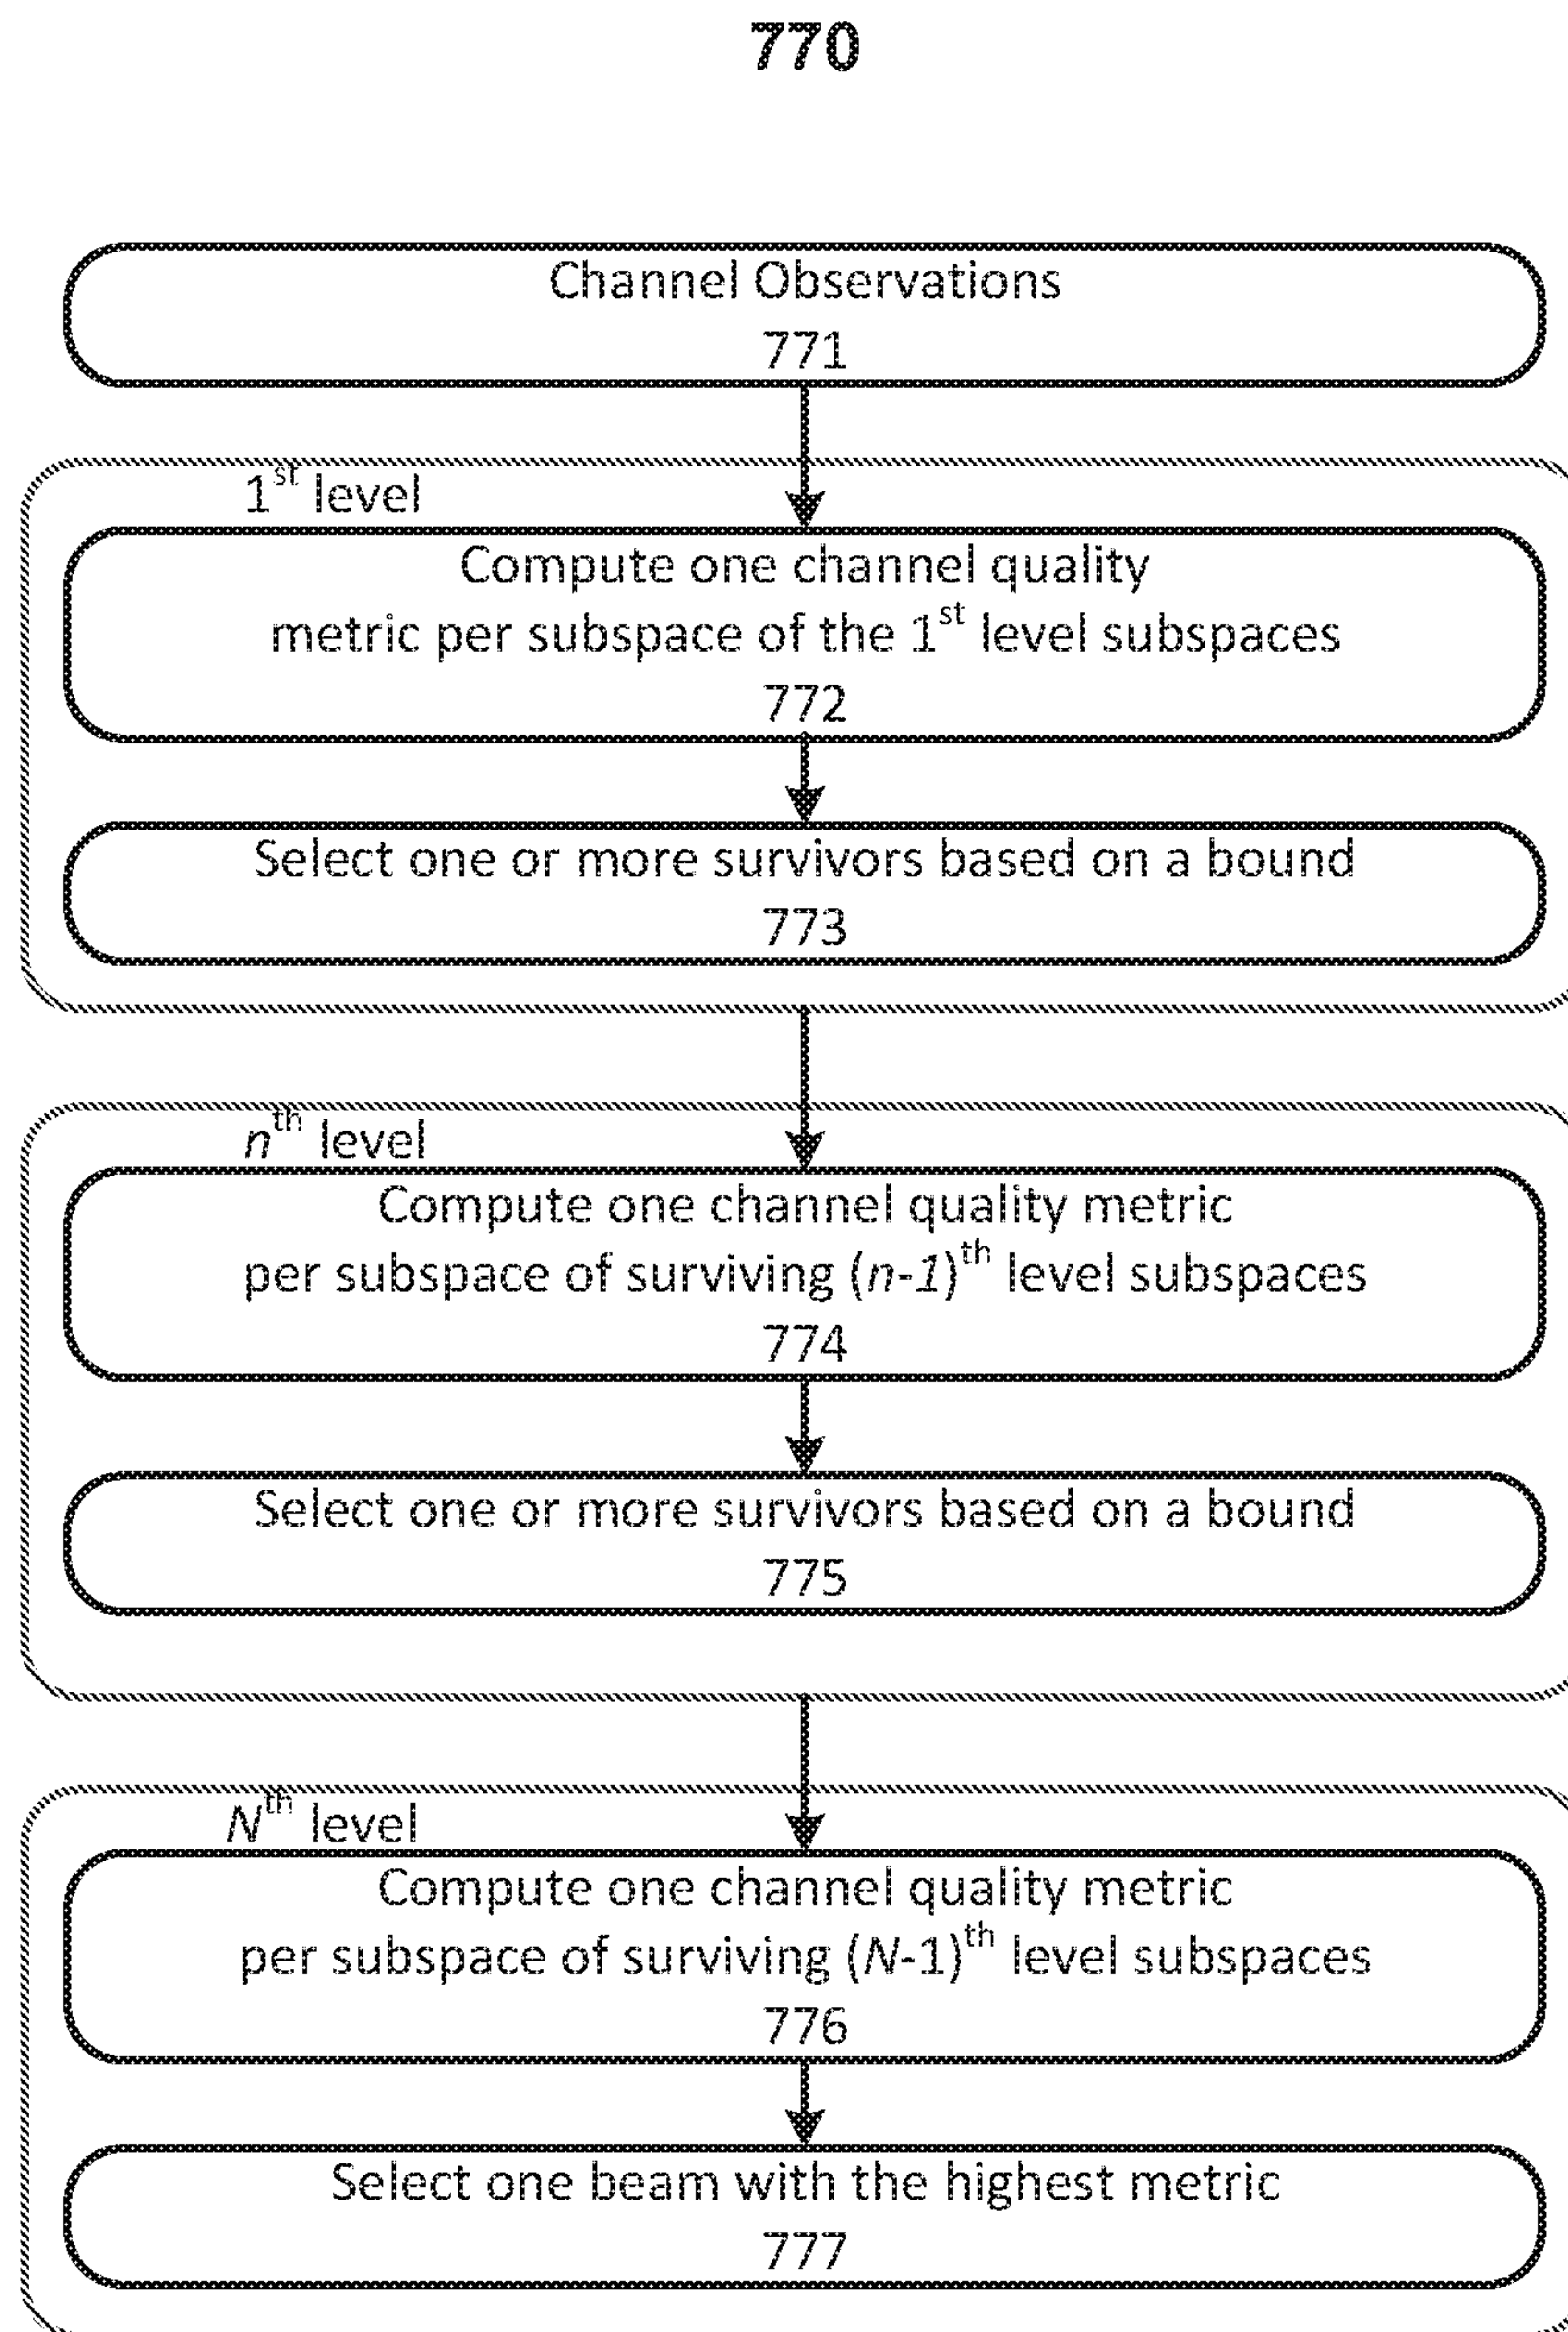 770
Channel Observations
771
1st level
Compute one channel quality
metric per subspace of the 1st level subspaces
772
Select one or more survivors based on a bound
773
nth level
Compute one channel quality metric
per subspace of surviving (n-1)th level subspaces
774
Select one or more survivors based on a bound
775
Nth level
Compute one channel quality metric
per subspace of surviving (N-1)th level subspaces
776
Select one beam with the highest metric
777